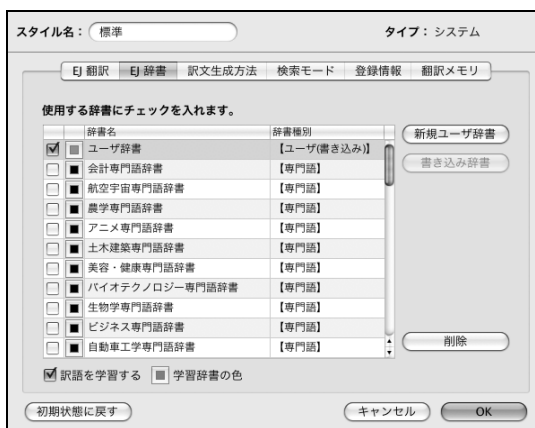 スタイル名： 標準 タイプ： システム
EJ 翻訳 EJ 辞書 訳文生成方法 検索モード 登録情報 翻訳メモリ
使用する辞書にチェックを入れます。
辞書名 辞書種別
ユーザ辞書 【ユーザ(書き込み)】
会計専門語辞書 【専門語】
航空宇宙専門語辞書 【専門語】
農学専門語辞書 【専門語】
アニメ専門語辞書 【専門語】
土木建築専門語辞書 【専門語】
美容・健康専門語辞書 【専門語】
バイオテクノロジー専門語辞書 【専門語】
生物学専門語辞書 【専門語】
ビジネス専門語辞書 【専門語】
自動車工学専門語辞書 【専門語】
新規ユーザ辞書
書き込み辞書
削除
訳語を学習する 学習辞書の色
初期状態に戻す キャンセル OK